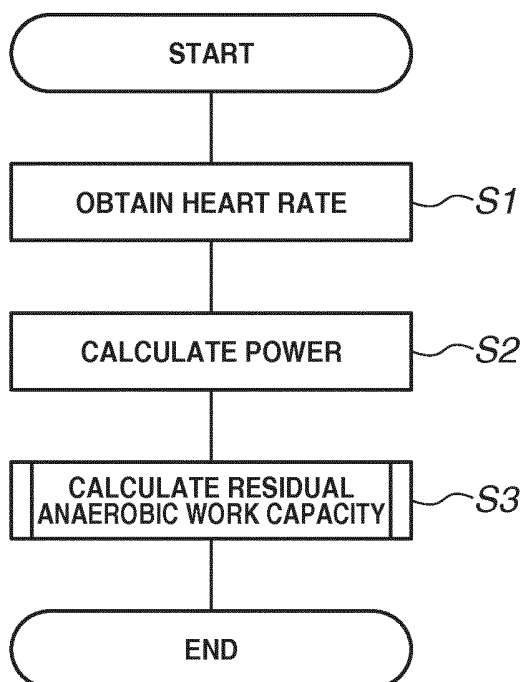 START
OBTAIN HEART RATE
S1
CALCULATE POWER
S2
CALCULATE RESIDUAL
ANAEROBIC WORK CAPACITY
S3
END